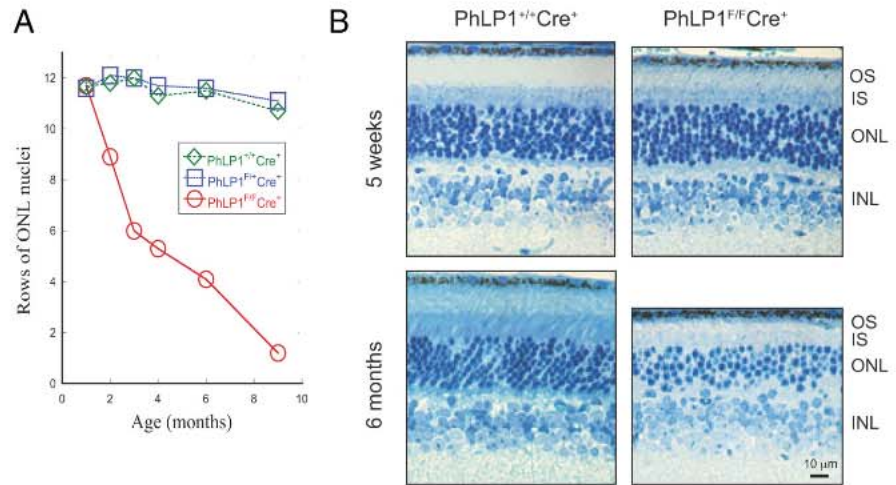 A
Rows of ONL nuclei
12
10
8
6
4
2
0
0 2 4 6 8 10
Age (months)
PhLP1+/+Cre+
PhLP1F/+Cre+
PhLP1F/FCre+
B
PhLP1+/+Cre+ PhLP1F/FCre+
5 weeks
OS
IS
ONL
INL
6 months
OS
IS
ONL
INL
10 μm